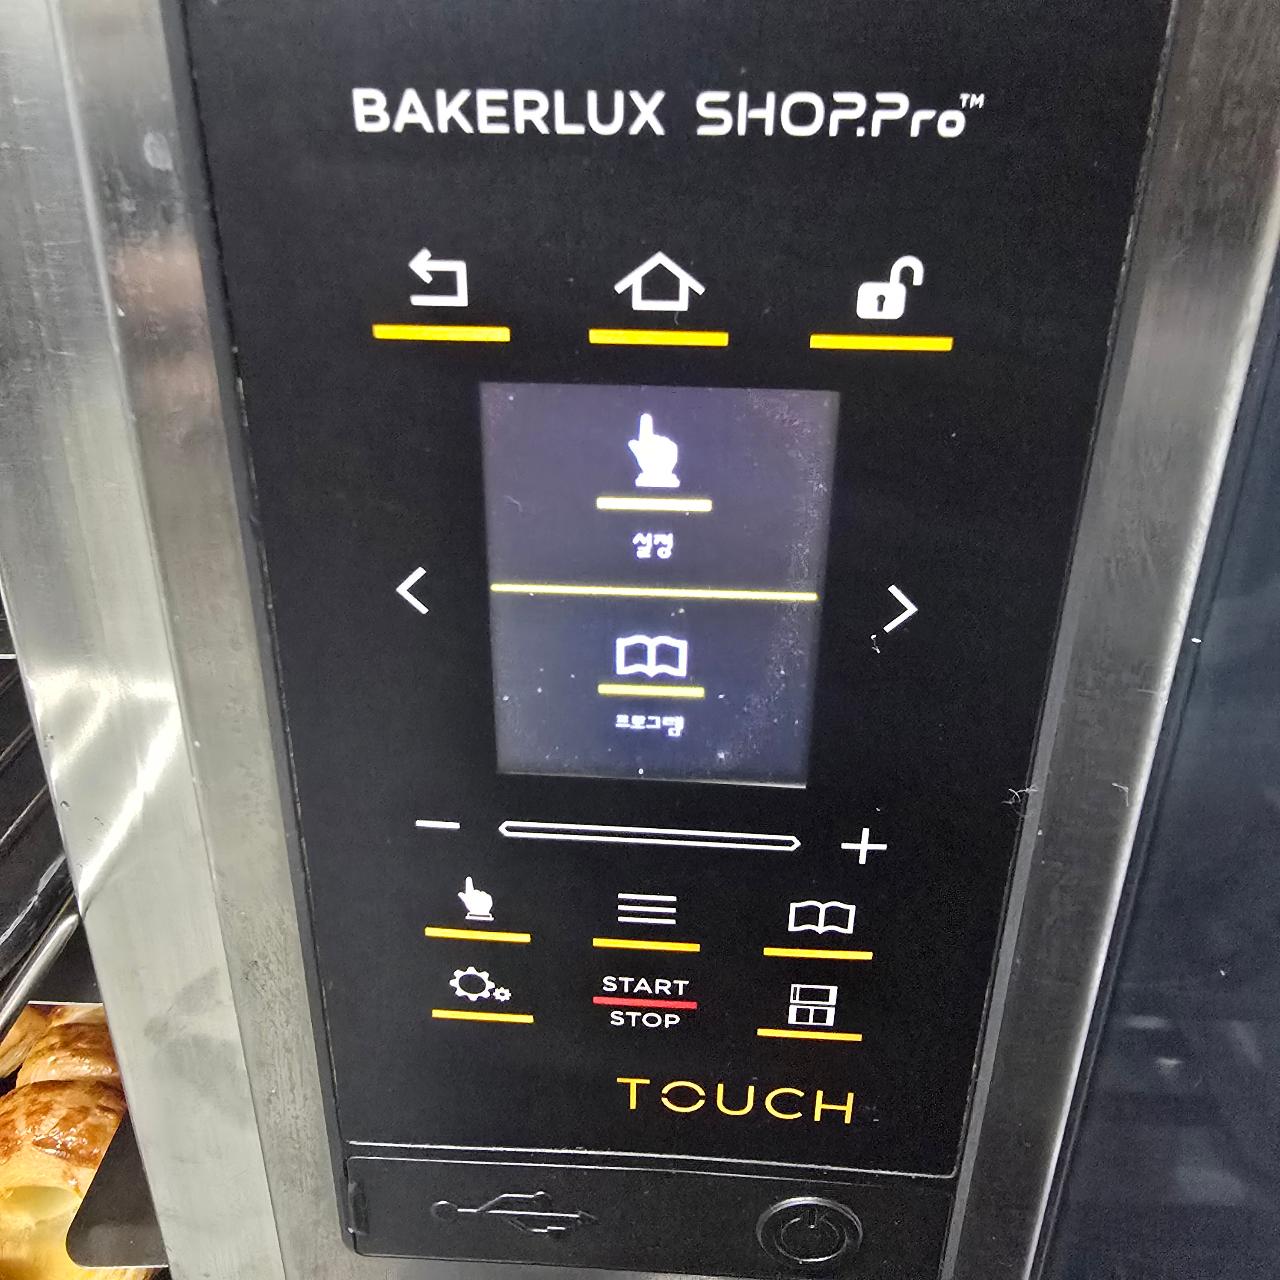 BAKERLUX SHOP.Pro™
설정
프로그램
START
STOP
TOUCH